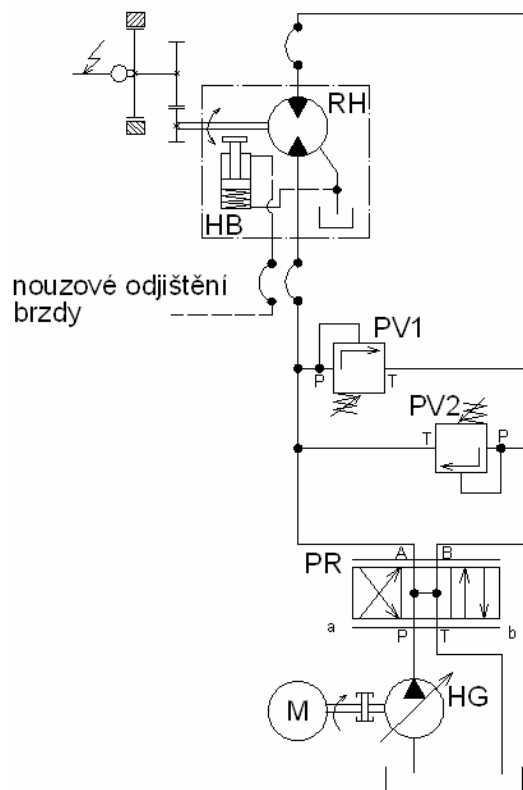 RH
HB
nouzové odjištění
brzdy
PV1
P T
PV2
T P
PR A B
a P T b
M HG